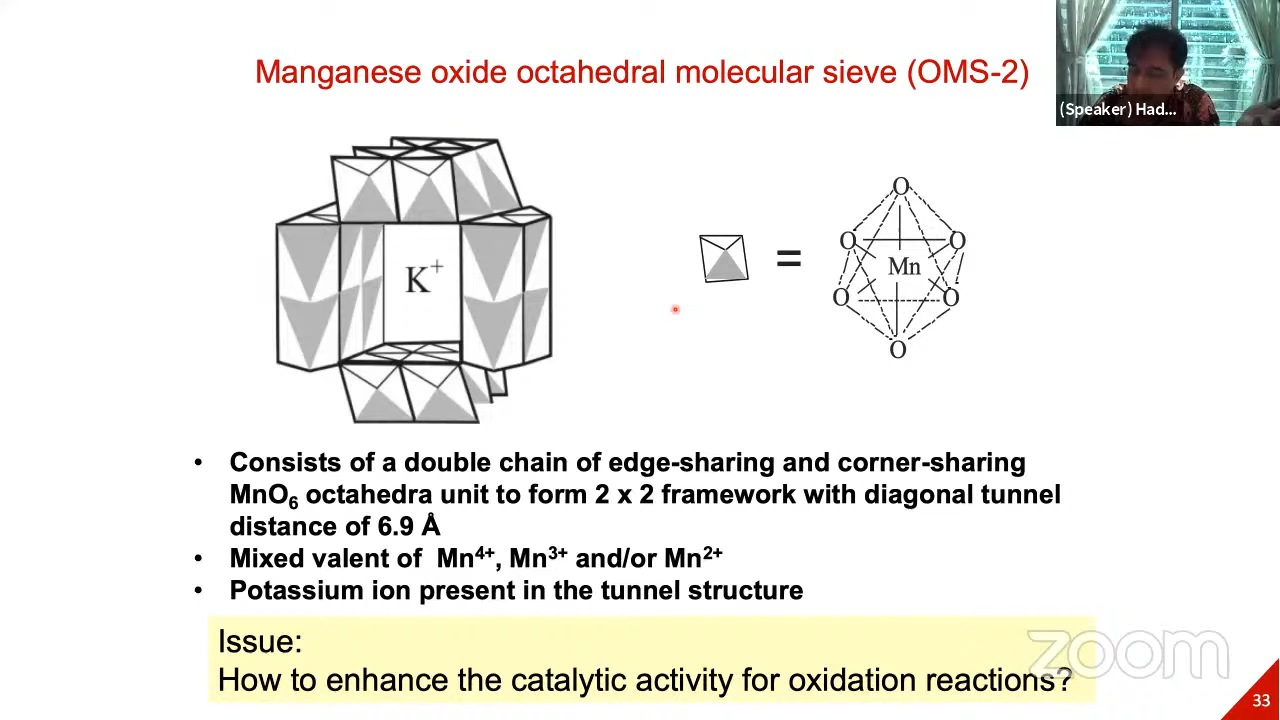 Manganese oxide octahedral molecular sieve (OMS-2)
(Speaker) Had...
K⁺
=
O
O O
Mn
O O
O
• Consists of a double chain of edge-sharing and corner-sharing
MnO₆ octahedra unit to form 2 x 2 framework with diagonal tunnel
distance of 6.9 Å
• Mixed valent of Mn⁴⁺, Mn³⁺ and/or Mn²⁺
• Potassium ion present in the tunnel structure
Issue:
How to enhance the catalytic activity for oxidation reactions?
zoom
33